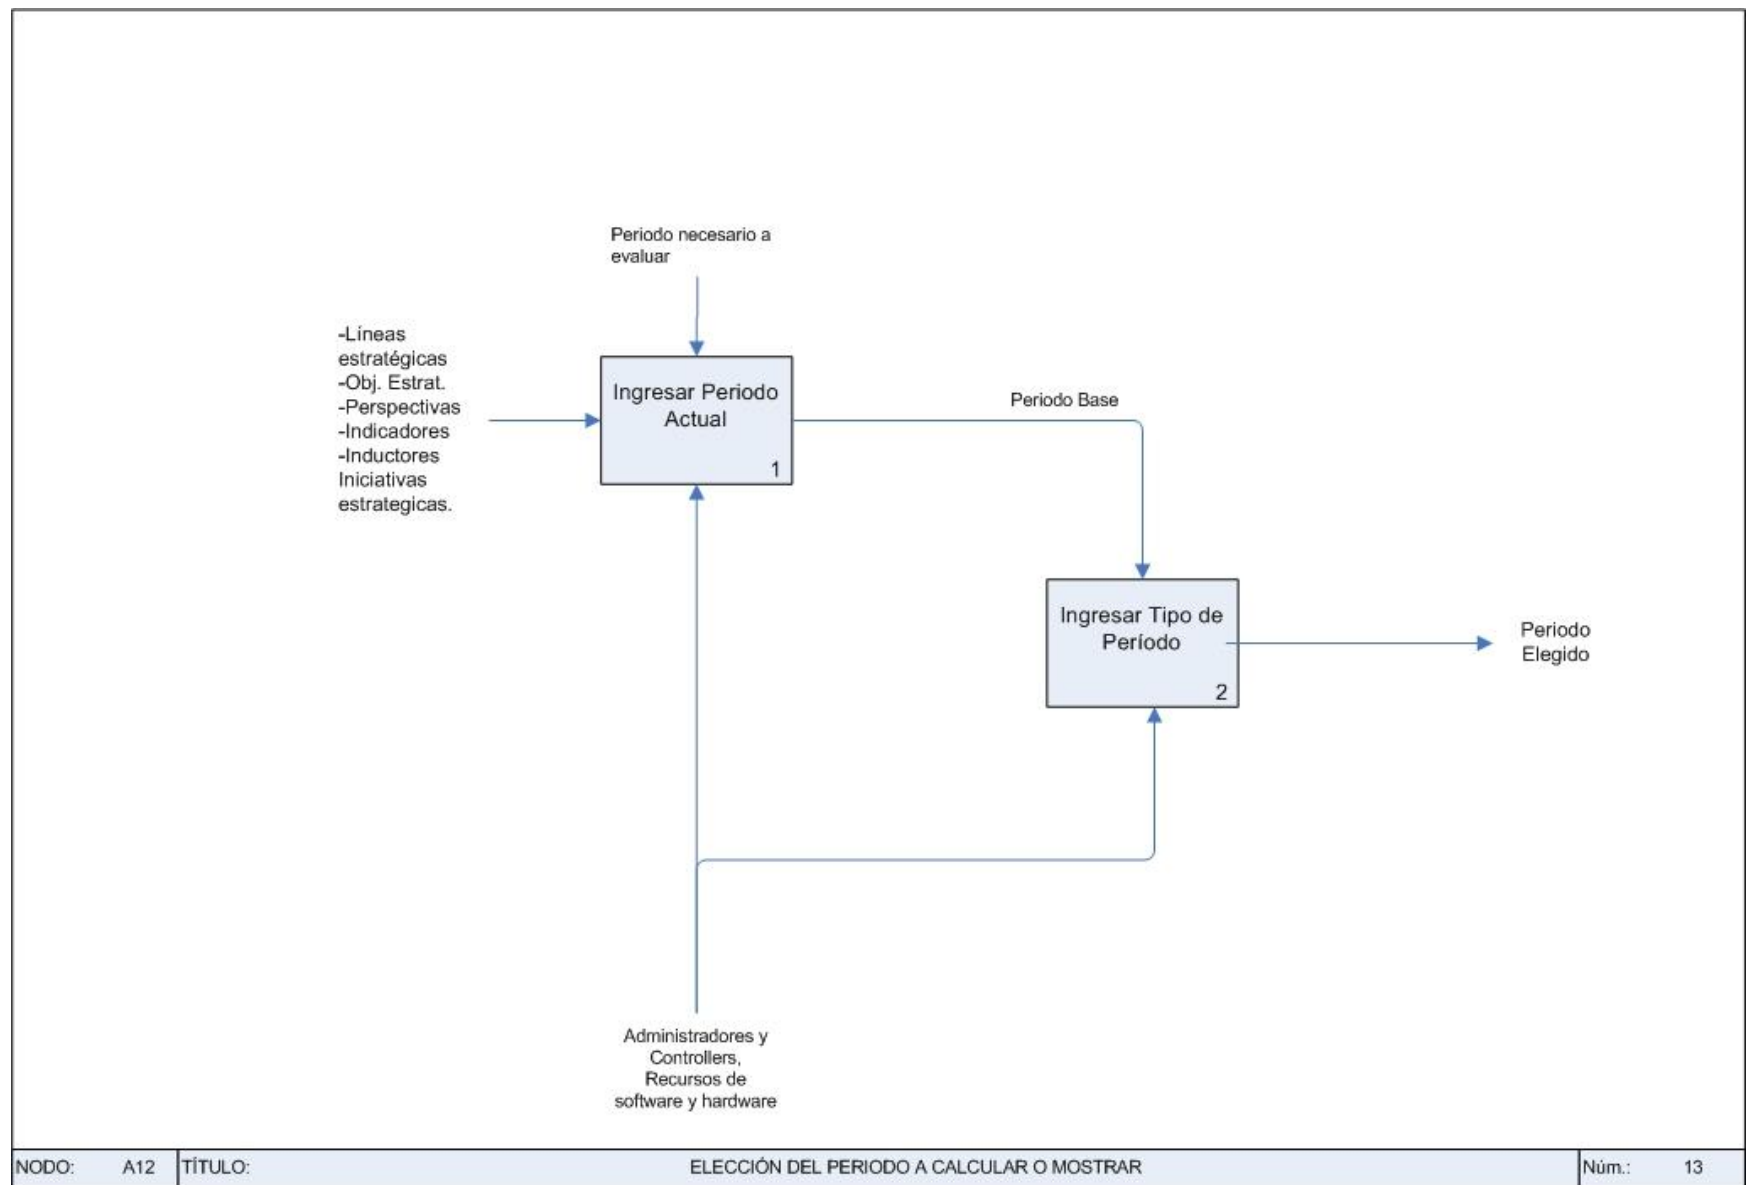 Periodo necesario a
evaluar
-Líneas
estratégicas
-Obj. Estrat.
-Perspectivas
-Indicadores
-Inductores
Iniciativas
estrategicas.
Ingresar Periodo
Actual
1
Periodo Base
Ingresar Tipo de
Período
2
Periodo
Elegido
Administradores y
Controllers,
Recursos de
software y hardware
NODO: A12 TÍTULO: ELECCIÓN DEL PERIODO A CALCULAR O MOSTRAR Núm.: 13